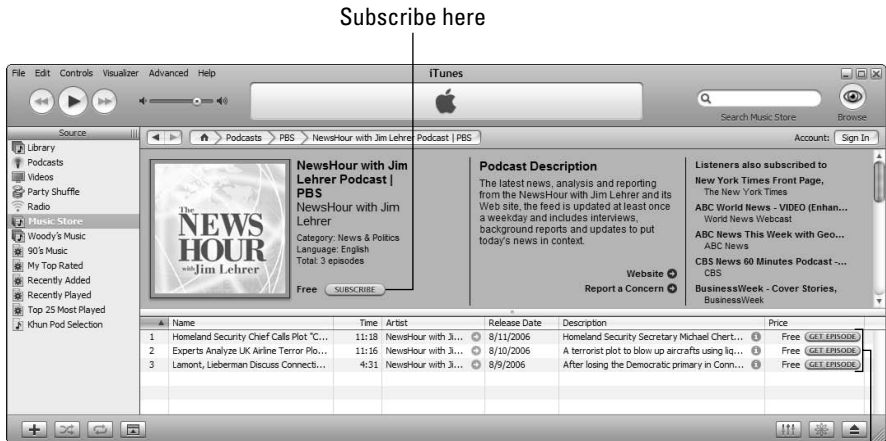 Subscribe here
File Edit Controls Visualizer Advanced Help
iTunes
Search Music Store
Browse
Source
Podcasts PBS NewsHour with Jim Lehrer Podcast | PBS
Account: Sign In
Library
Podcasts
Videos
Party Shuffle
Radio
Music Store
Woody's Music
90's Music
My Top Rated
Recently Added
Recently Played
Top 25 Most Played
Khun Pod Selection
The
NEWS
HOUR
with Jim Lehrer
NewsHour with Jim
Lehrer Podcast |
PBS
NewsHour with Jim
Lehrer
Category: News & Politics
Language: English
Total: 3 episodes
Free SUBSCRIBE
Podcast Description
The latest news, analysis and reporting
from the NewsHour with Jim Lehrer and its
Web site, the feed is updated at least once
a weekday and includes interviews,
background reports and updates to put
today's news in context.
Website
Report a Concern
Listeners also subscribed to
New York Times Front Page,
The New York Times
ABC World News - VIDEO (Enhan...
World News Webcast
ABC News This Week with Geo...
ABC News
CBS News 60 Minutes Podcast -...
CBS
BusinessWeek - Cover Stories,
BusinessWeek
Name Time Artist Release Date Description Price
1 Homeland Security Chief Calls Plot "C... 11:18 NewsHour with Ji... 8/11/2006 Homeland Security Secretary Michael Chert... Free GET EPISODE
2 Experts Analyze UK Airline Terror Plo... 11:16 NewsHour with Ji... 8/10/2006 A terrorist plot to blow up aircrafts using liq... Free GET EPISODE
3 Lamont, Lieberman Discuss Connecti... 4:31 NewsHour with Ji... 8/9/2006 After losing the Democratic primary in Conn... Free GET EPISODE